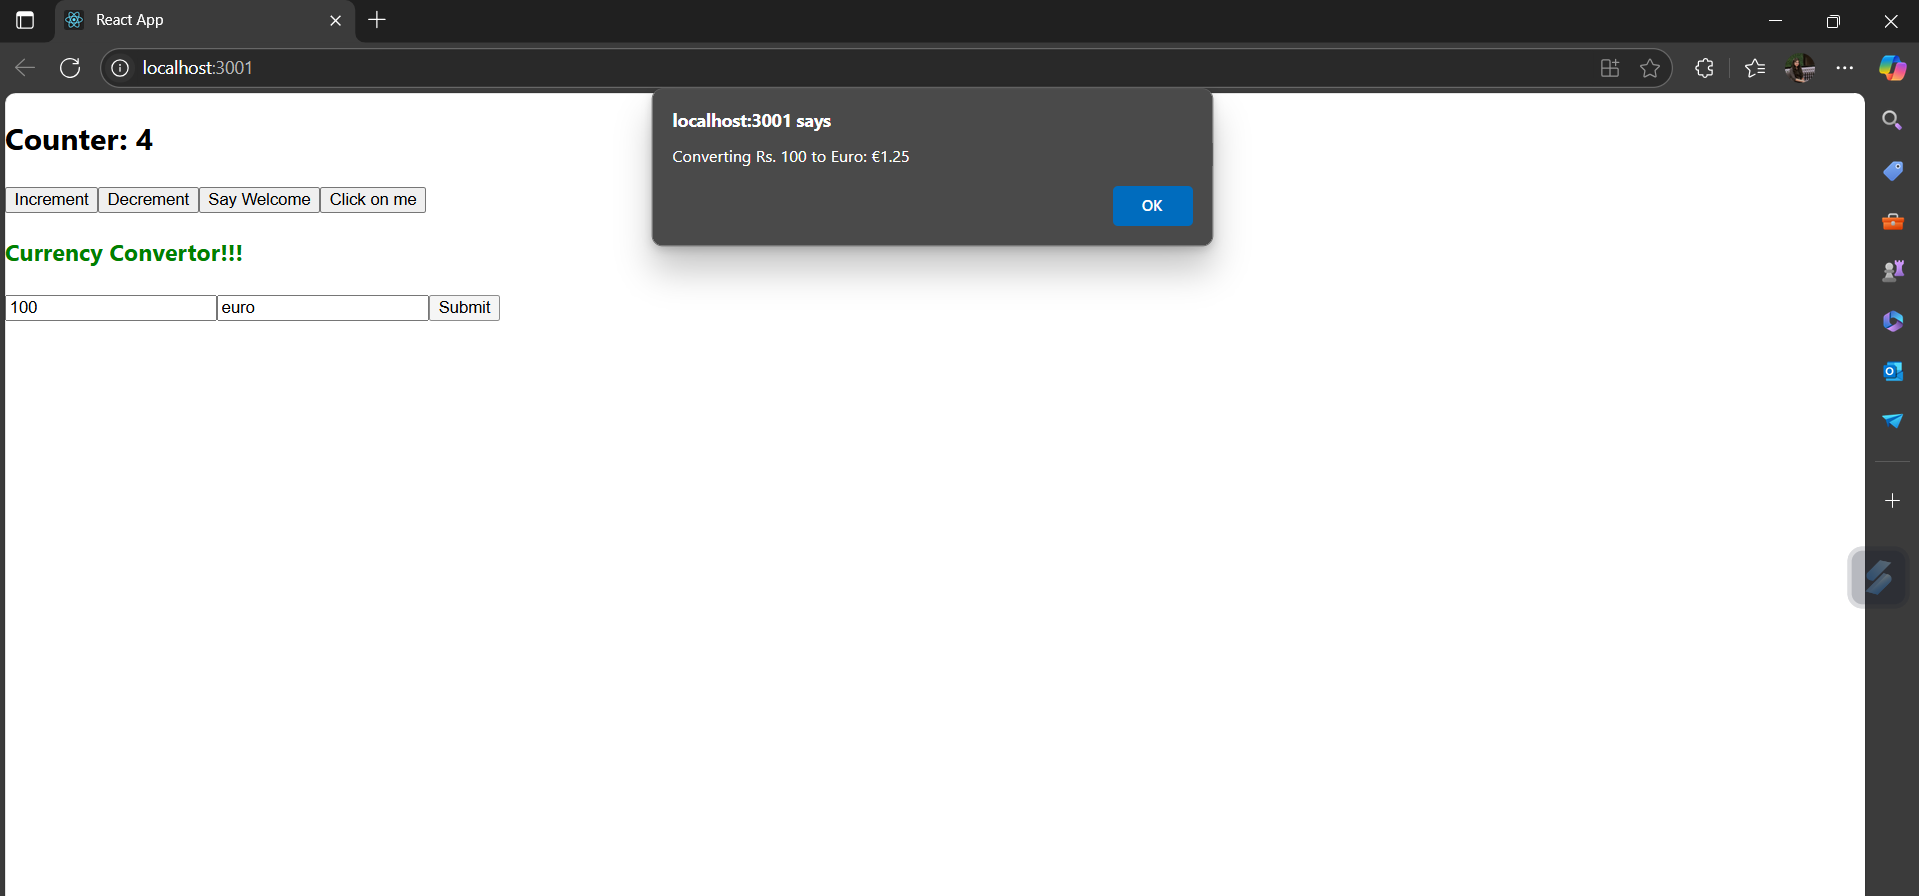 React App
localhost:3001
localhost:3001 says
Converting Rs. 100 to Euro: €1.25
OK
Counter: 4
Increment Decrement Say Welcome Click on me
Currency Convertor!!!
100 euro Submit